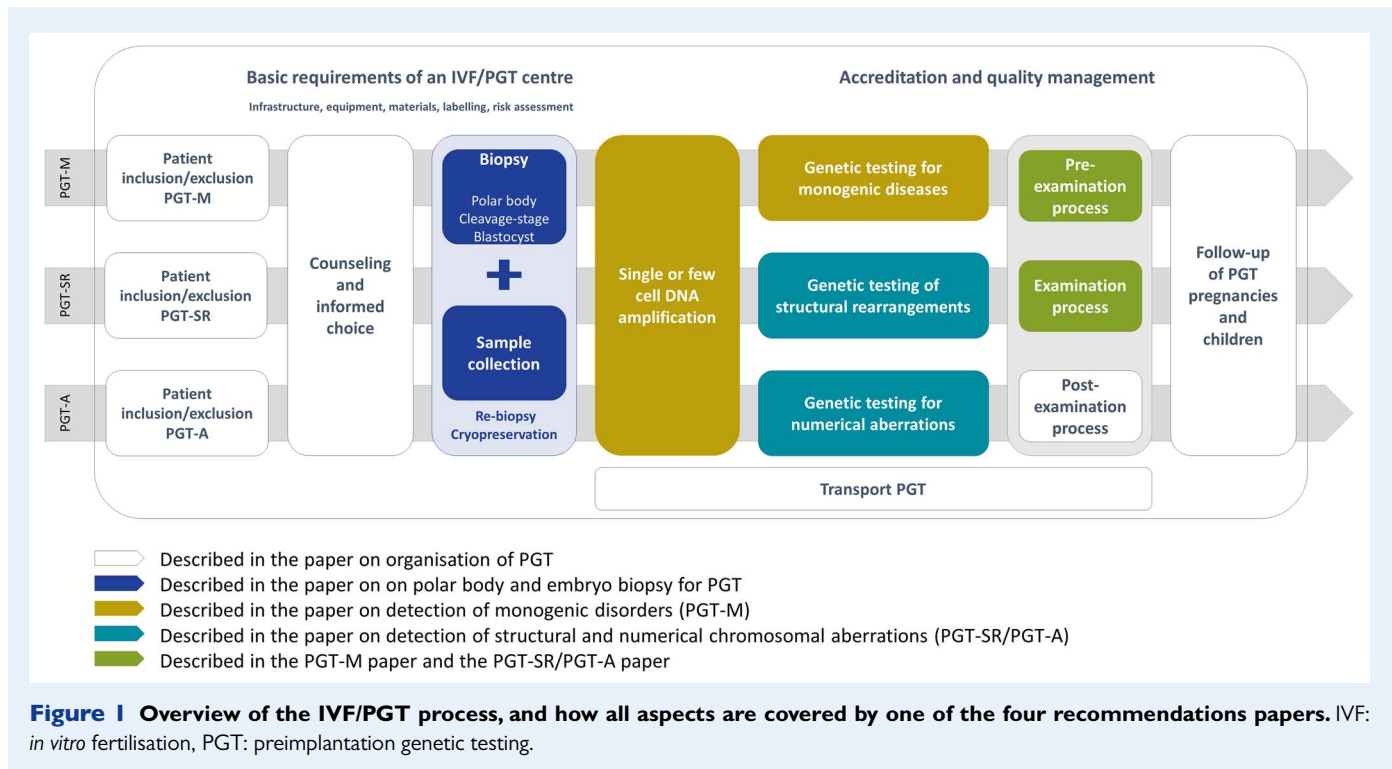 Basic requirements of an IVF/PGT centre
Infrastructure, equipment, materials, labelling, risk assessment
Accreditation and quality management
PGT-M
Patient
inclusion/exclusion
PGT-M
PGT-SR
Patient
inclusion/exclusion
PGT-SR
PGT-A
Patient
inclusion/exclusion
PGT-A
Counseling
and
informed
choice
Biopsy
Polar body
Cleavage-stage
Blastocyst
+
Sample
collection
Re-biopsy
Cryopreservation
Single or few
cell DNA
amplification
Genetic testing for
monogenic diseases
Genetic testing of
structural rearrangements
Genetic testing for
numerical aberrations
Pre-
examination
process
Examination
process
Post-
examination
process
Follow-up
of PGT
pregnancies
and
children
Transport PGT
Described in the paper on organisation of PGT
Described in the paper on on polar body and embryo biopsy for PGT
Described in the paper on detection of monogenic disorders (PGT-M)
Described in the paper on detection of structural and numerical chromosomal aberrations (PGT-SR/PGT-A)
Described in the PGT-M paper and the PGT-SR/PGT-A paper
Figure 1 Overview of the IVF/PGT process, and how all aspects are covered by one of the four recommendations papers. IVF:
in vitro fertilisation, PGT: preimplantation genetic testing.